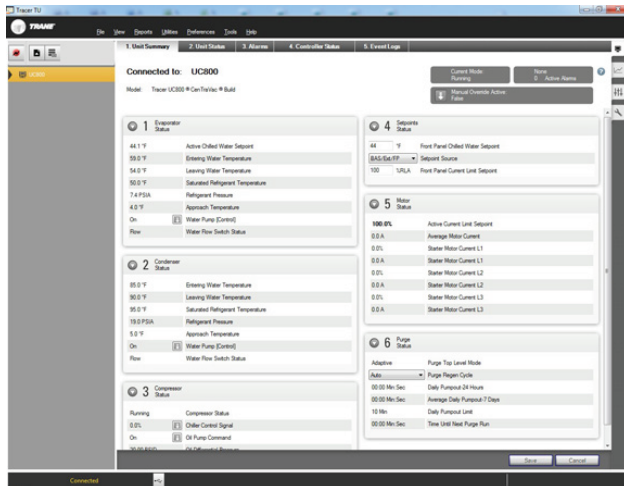 Tracer TU
TRANE
File View Reports Utilities Preferences Tools Help
1. Unit Summary 2. Unit Status 3. Alarms 4. Controller Status 5. Event Logs
UC800
Connected to: UC800
Model: Tracer UC800 ® CenTraVac ® Build
Current Mode:
Running
None
0 Active Alarms
Manual Override Active:
False
1 Evaporator
Status
44.1 °F Active Chilled Water Setpoint
59.0 °F Entering Water Temperature
54.0 °F Leaving Water Temperature
50.0 °F Saturated Refrigerant Temperature
7.4 PSIA Refrigerant Pressure
4.0 °F Approach Temperature
On Water Pump [Control]
Flow Water Flow Switch Status
2 Condenser
Status
85.0 °F Entering Water Temperature
90.0 °F Leaving Water Temperature
95.0 °F Saturated Refrigerant Temperature
19.0 PSIA Refrigerant Pressure
5.0 °F Approach Temperature
On Water Pump [Control]
Flow Water Flow Switch Status
3 Compressor
Status
Running Compressor Status
0.0% Chiller Control Signal
On Oil Pump Command
20.00 PSID Oil Differential Pressure
4 Setpoints
Status
44 °F Front Panel Chilled Water Setpoint
BAS/Ext/FP Setpoint Source
100 %RLA Front Panel Current Limit Setpoint
5 Motor
Status
100.0% Active Current Limit Setpoint
0.0 A Average Motor Current
0.0% Starter Motor Current L1
0.0 A Starter Motor Current L1
0.0% Starter Motor Current L2
0.0 A Starter Motor Current L2
0.0% Starter Motor Current L3
0.0 A Starter Motor Current L3
6 Purge
Status
Adaptive Purge Top Level Mode
Auto Purge Regen Cycle
00:00 Min:Sec Daily Pumpout-24 Hours
00:00 Min:Sec Average Daily Pumpout-7 Days
10 Min Daily Pumpout Limit
00:00 Min:Sec Time Until Next Purge Run
Save Cancel
Connected